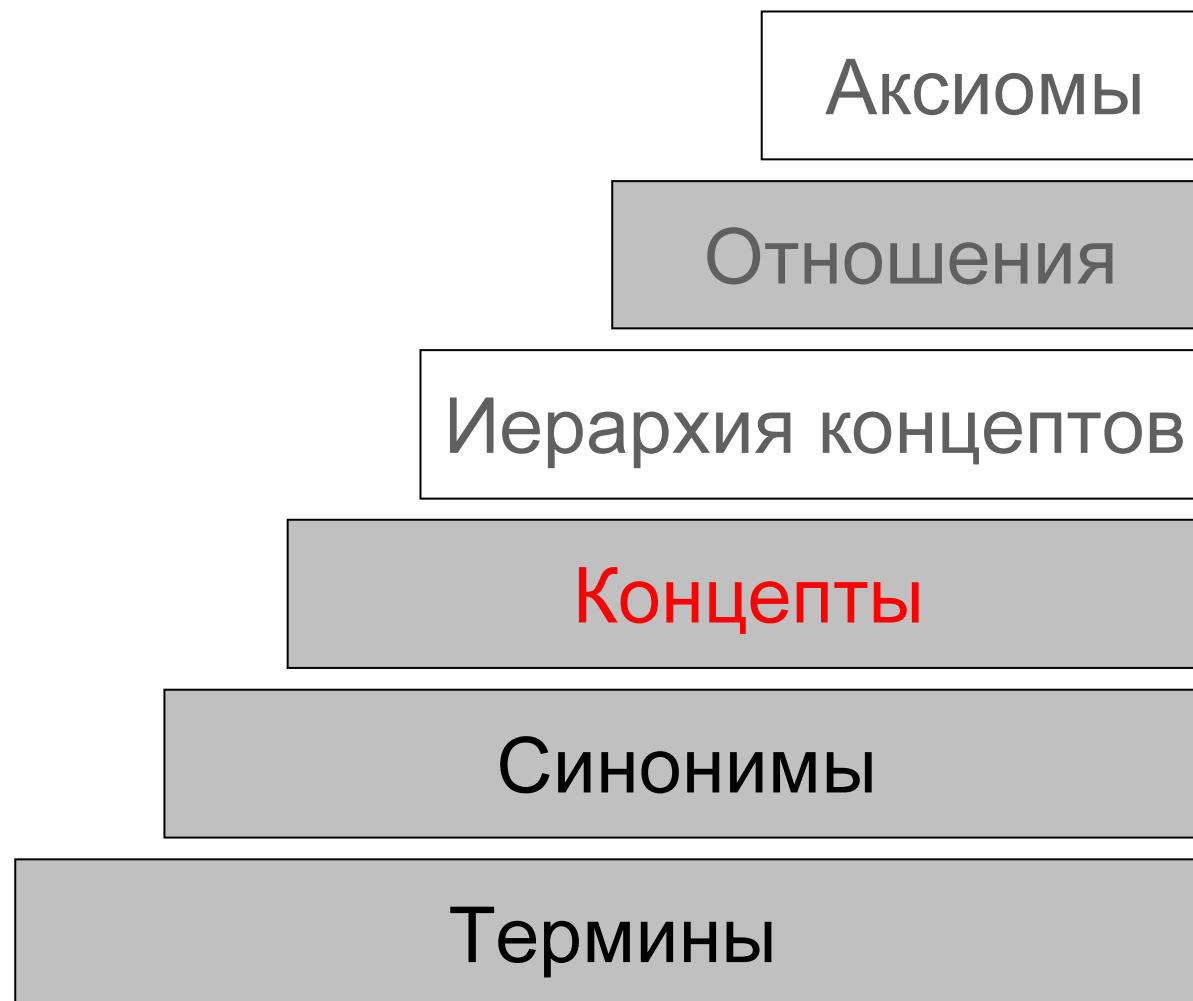 Аксиомы
Отношения
Иерархия концептов
Концепты
Синонимы
Термины